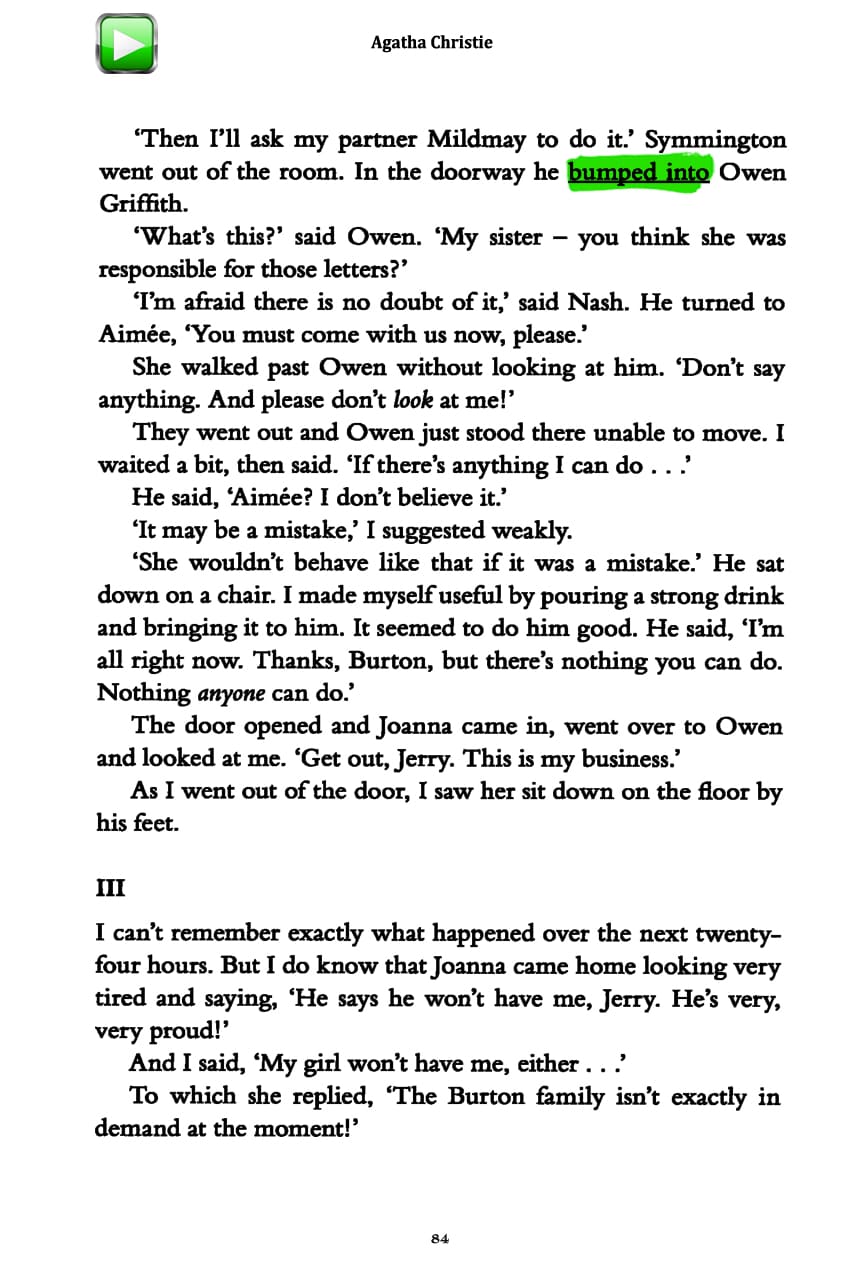 Agatha Christie
‘Then I’ll ask my partner Mildmay to do it.’ Symmington
went out of the room. In the doorway he bumped into Owen
Griffith.
‘What’s this?’ said Owen. ‘My sister – you think she was
responsible for those letters?’
‘I’m afraid there is no doubt of it,’ said Nash. He turned to
Aimée, ‘You must come with us now, please.’
She walked past Owen without looking at him. ‘Don’t say
anything. And please don’t look at me!’
They went out and Owen just stood there unable to move. I
waited a bit, then said. ‘If there’s anything I can do . . .’
He said, ‘Aimée? I don’t believe it.’
‘It may be a mistake,’ I suggested weakly.
‘She wouldn’t behave like that if it was a mistake.’ He sat
down on a chair. I made myself useful by pouring a strong drink
and bringing it to him. It seemed to do him good. He said, ‘I’m
all right now. Thanks, Burton, but there’s nothing you can do.
Nothing anyone can do.’
The door opened and Joanna came in, went over to Owen
and looked at me. ‘Get out, Jerry. This is my business.’
As I went out of the door, I saw her sit down on the floor by
his feet.
III
I can’t remember exactly what happened over the next twenty-
four hours. But I do know that Joanna came home looking very
tired and saying, ‘He says he won’t have me, Jerry. He’s very,
very proud!’
And I said, ‘My girl won’t have me, either . . .’
To which she replied, ‘The Burton family isn’t exactly in
demand at the moment!’
84